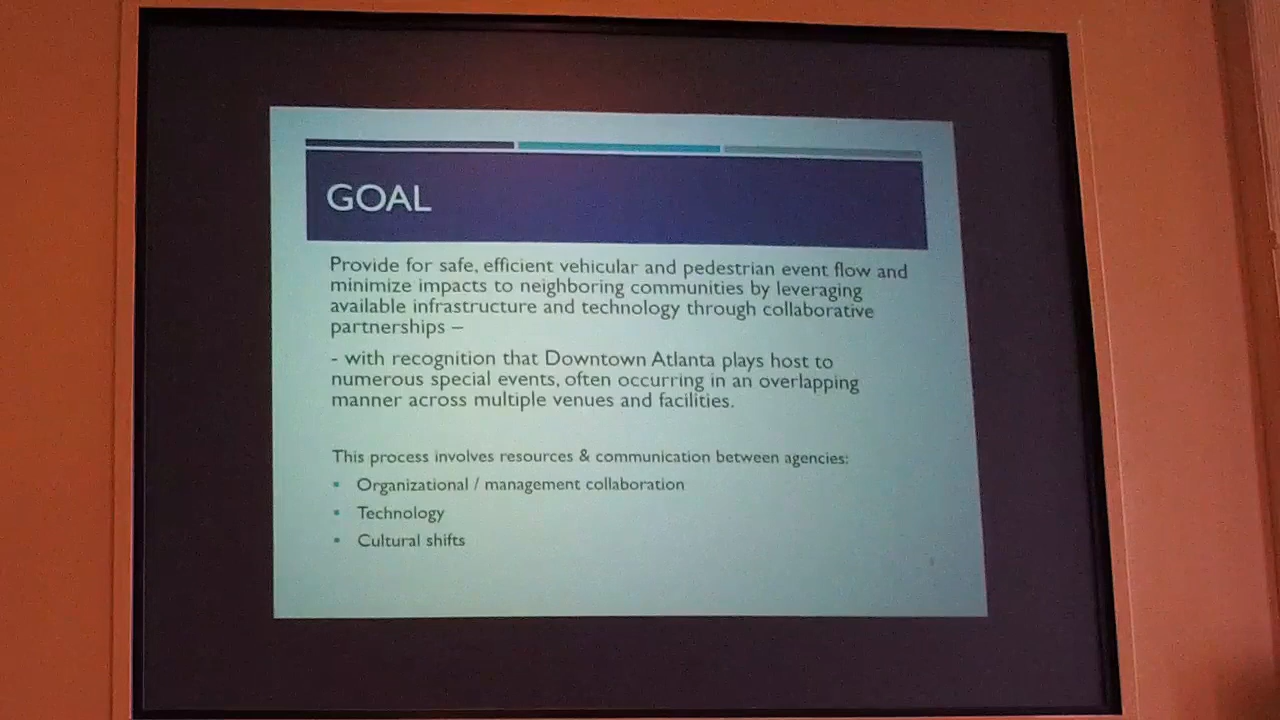 GOAL
Provide for safe, efficient vehicular and pedestrian event flow and
minimize impacts to neighboring communities by leveraging
available infrastructure and technology through collaborative
partnerships –
- with recognition that Downtown Atlanta plays host to
numerous special events, often occurring in an overlapping
manner across multiple venues and facilities.
This process involves resources & communication between agencies:
▪ Organizational / management collaboration
▪ Technology
▪ Cultural shifts